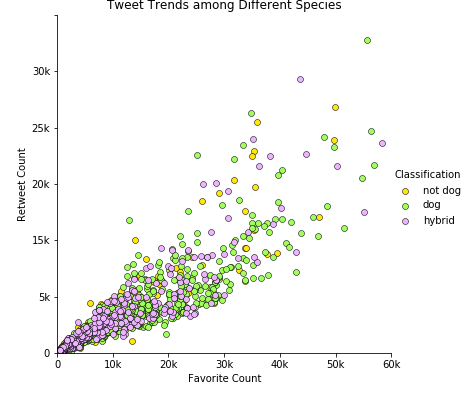 Tweet Trends among Different Species
30k
25k
20k
15k
5k
0
0
10k
20k
30k
40k
50k
60k
Retweet Count
Favorite Count
Classification
not dog
dog
hybrid